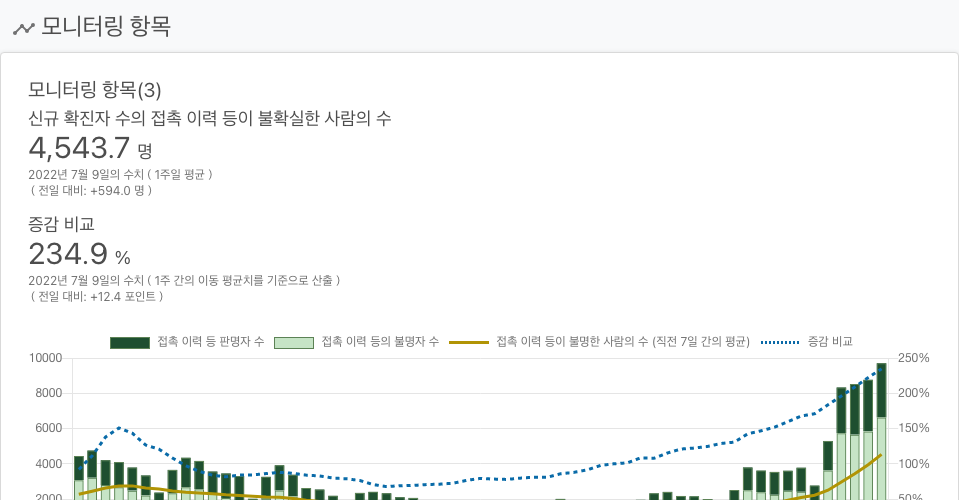 모니터링 항목
모니터링 항목(3)
신규 확진자 수의 접촉 이력 등이 불확실한 사람의 수
4,543.7 명
2022년 7월 9일의 수치 ( 1주일 평균 )
( 전일 대비: +594.0 명 )
증감 비교
234.9 %
2022년 7월 9일의 수치 ( 1주 간의 이동 평균치를 기준으로 산출 )
( 전일 대비: +12.4 포인트 )
접촉 이력 등 판명자 수 접촉 이력 등의 불명자 수 접촉 이력 등이 불명한 사람의 수 (직전 7일 간의 평균) 증감 비교
10000 250%
8000 200%
6000 150%
4000 100%
2000 50%